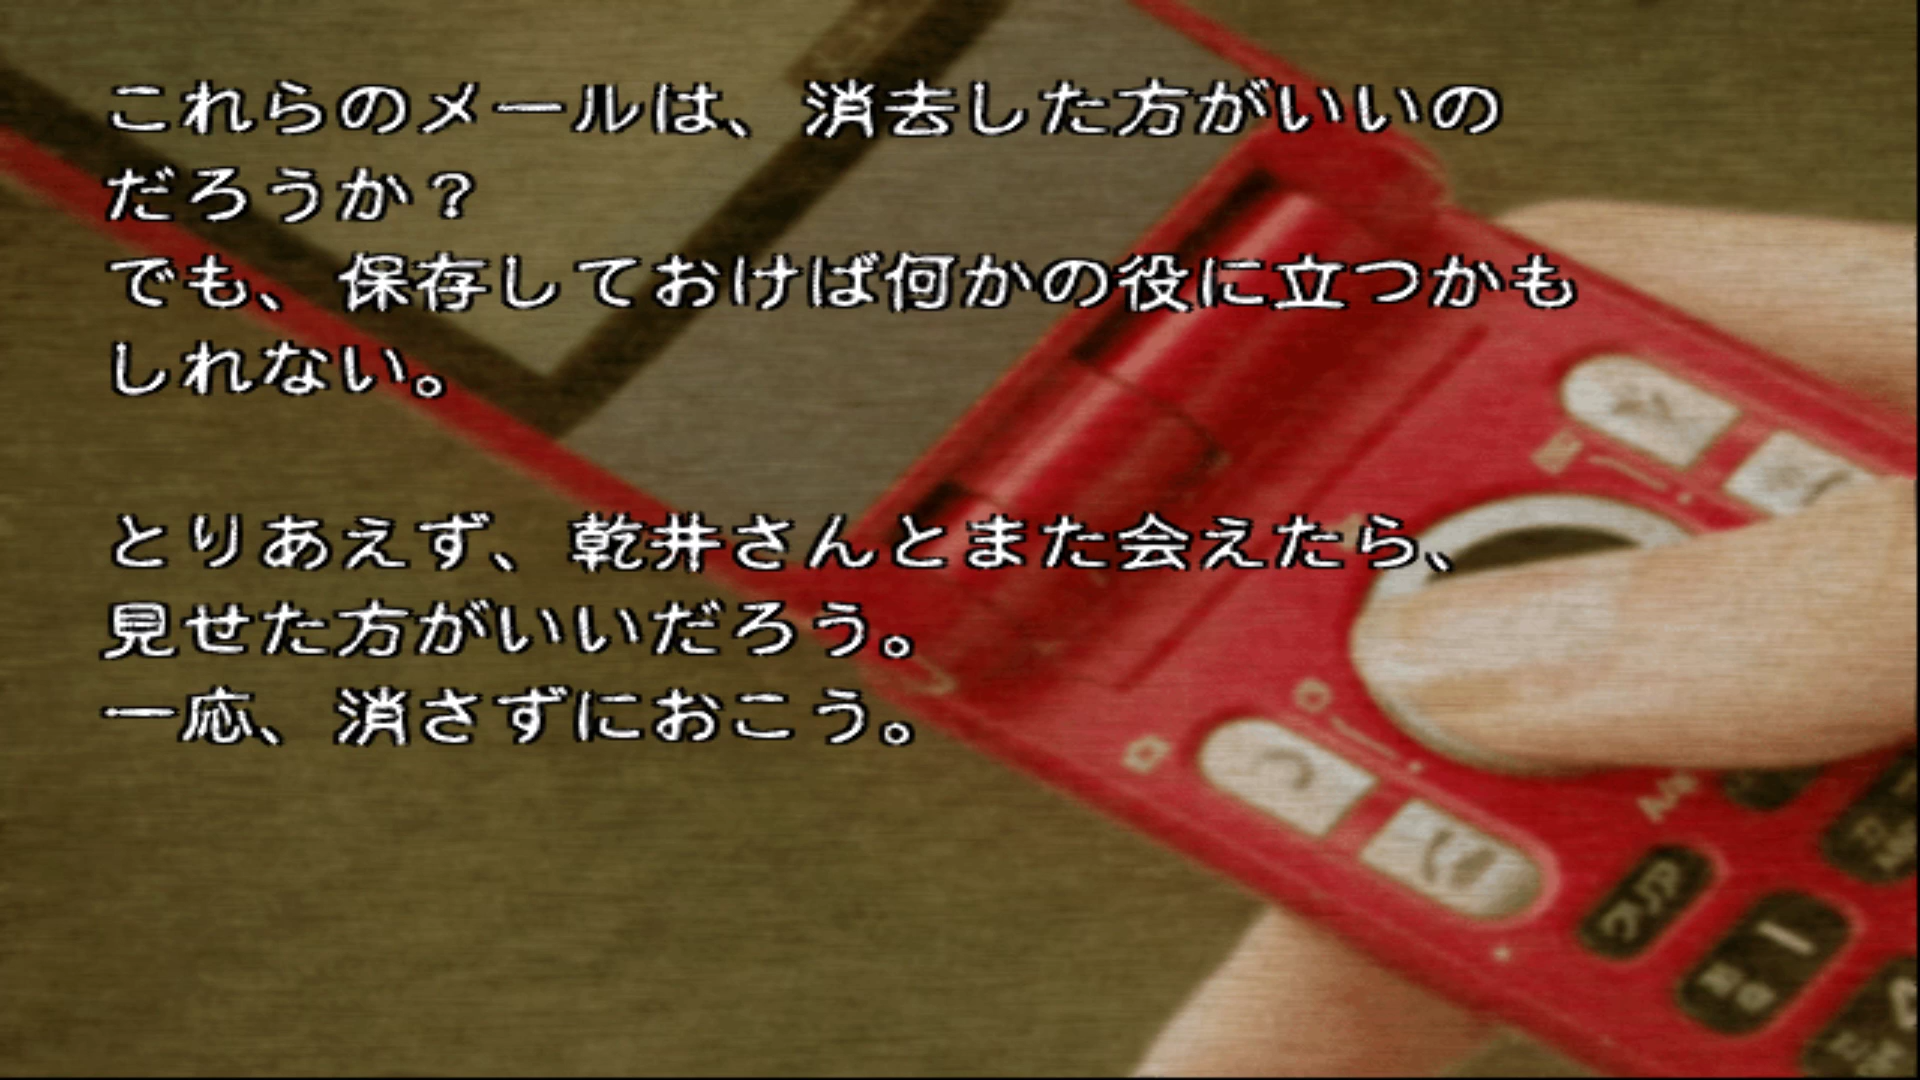 これらのメールは、消去した方がいいの
だろうか？
でも、保存しておけば何かの役に立つかも
しれない。
とりあえず、乾井さんとまた会えたら、
見せた方がいいだろう。
一応、消さずにおこう。